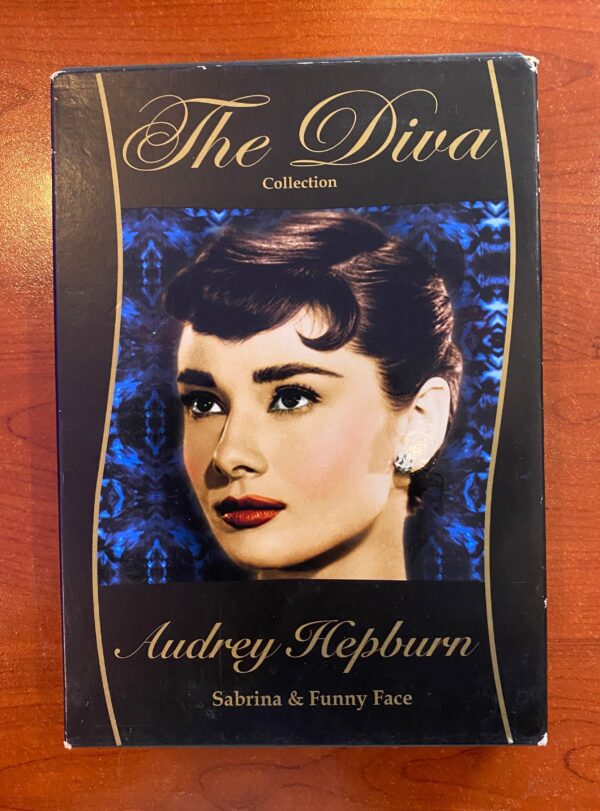 The Diva
Collection
Audrey Hepburn
Sabrina & Funny Face